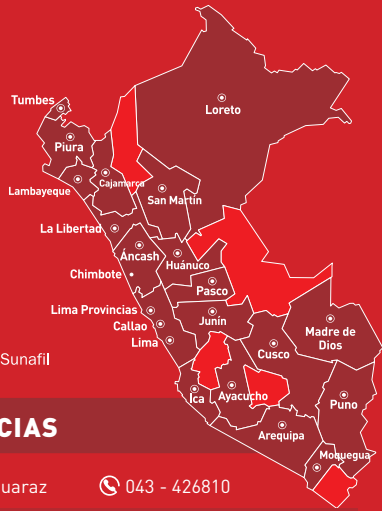 Tumbes
Loreto
Piura
Cajamarca
Lambayeque
San Martín
La Libertad
Áncash
Huánuco
Chimbote
Pasco
Lima Provincias
Junín
Callao
Madre de
Dios
Lima
Cusco
Sunafil
Ica
Ayacucho
Puno
CIAS
Arequipa
Moquegua
uaraz
043 - 426810